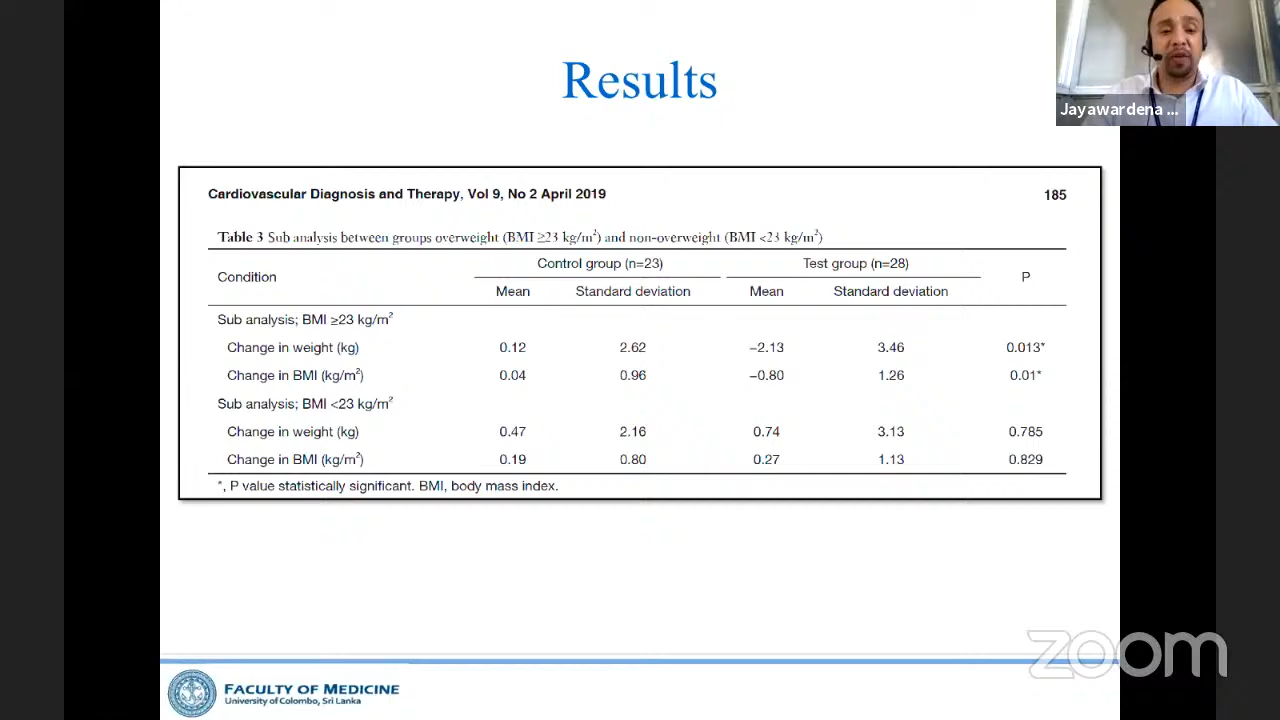 Results
Jayawardena ...
Cardiovascular Diagnosis and Therapy, Vol 9, No 2 April 2019 185
Table 3 Sub analysis between groups overweight (BMI ≥23 kg/m²) and non-overweight (BMI <23 kg/m²)
Condition Control group (n=23) Test group (n=28) P
Mean Standard deviation Mean Standard deviation
Sub analysis; BMI ≥23 kg/m²
Change in weight (kg) 0.12 2.62 −2.13 3.46 0.013*
Change in BMI (kg/m²) 0.04 0.96 −0.80 1.26 0.01*
Sub analysis; BMI <23 kg/m²
Change in weight (kg) 0.47 2.16 0.74 3.13 0.785
Change in BMI (kg/m²) 0.19 0.80 0.27 1.13 0.829
*, P value statistically significant. BMI, body mass index.
zoom
FACULTY OF MEDICINE
University of Colombo, Sri Lanka